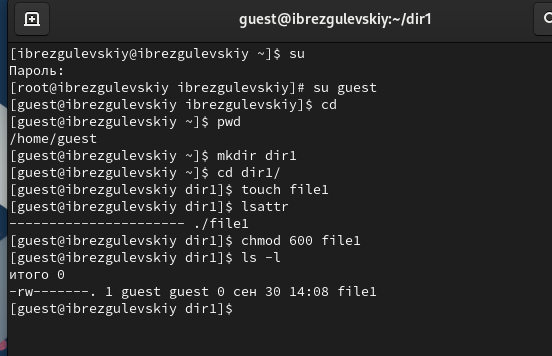 guest@ibrezgulevskiy:~/dir1
[ibrezgulevskiy@ibrezgulevskiy ~]$ su
Пароль:
[root@ibrezgulevskiy ibrezgulevskiy]# su guest
[guest@ibrezgulevskiy ibrezgulevskiy]$ cd
[guest@ibrezgulevskiy ~]$ pwd
/home/guest
[guest@ibrezgulevskiy ~]$ mkdir dir1
[guest@ibrezgulevskiy ~]$ cd dir1/
[guest@ibrezgulevskiy dir1]$ touch file1
[guest@ibrezgulevskiy dir1]$ lsattr
---------------------- ./file1
[guest@ibrezgulevskiy dir1]$ chmod 600 file1
[guest@ibrezgulevskiy dir1]$ ls -l
итого 0
-rw-------. 1 guest guest 0 сен 30 14:08 file1
[guest@ibrezgulevskiy dir1]$